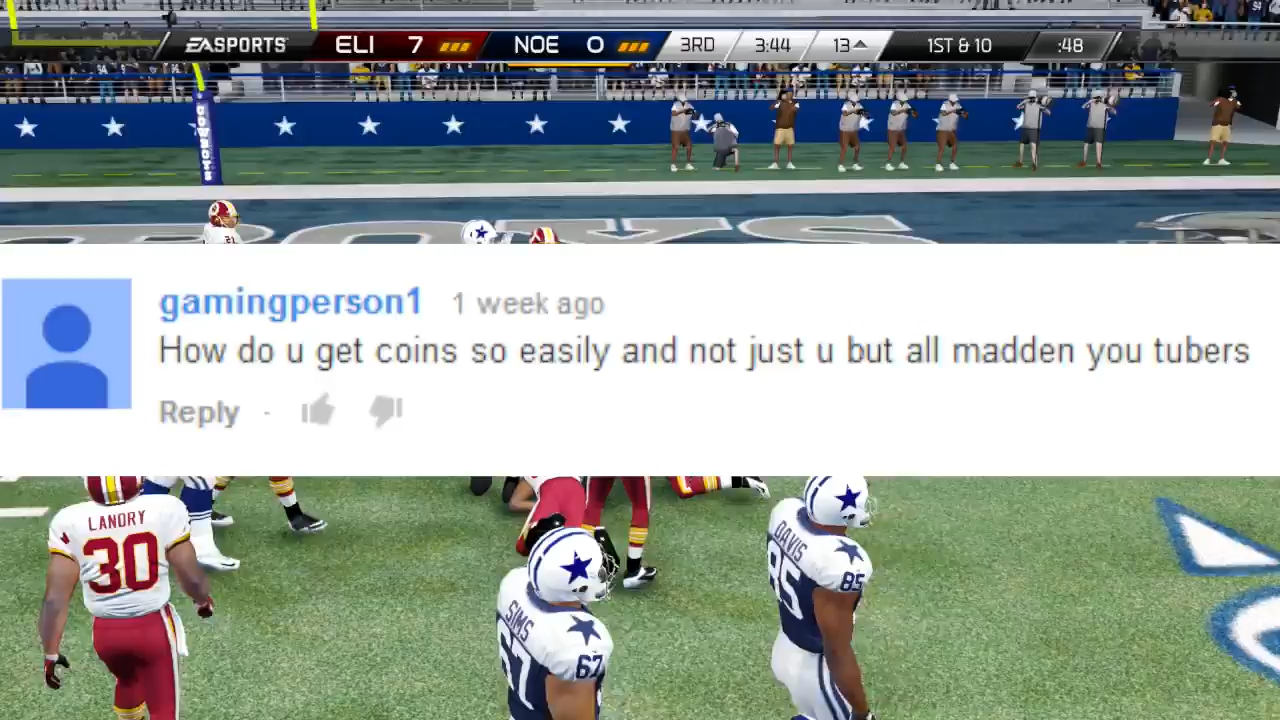 EA SPORTS ELI 7 NOE 0 3RD 3:44 13 1ST & 10 :48
COWBOYS
gamingperson1 1 week ago
How do u get coins so easily and not just u but all madden you tubers
Reply ·
LANDRY
30
DAVIS
85
85
SIMS
67
67